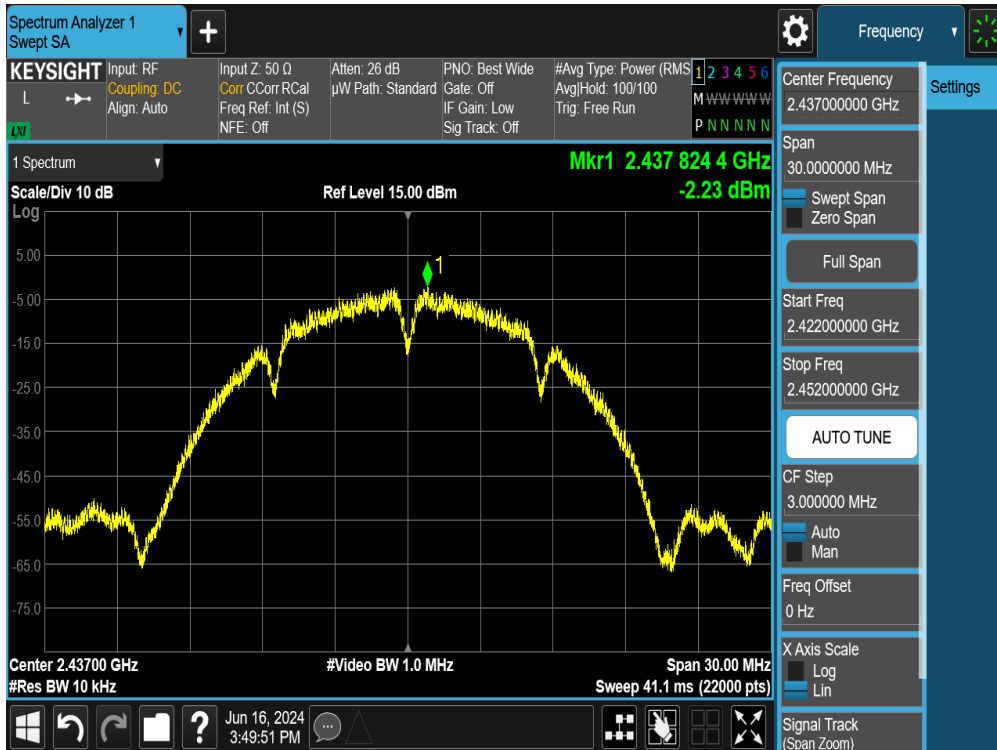 Spectrum Analyzer 1
Swept SA
+
Frequency
KEYSIGHT
L
LXI
Input: RF
Coupling: DC
Align: Auto
Input Z: 50 Ω
Corr CCorr RCal
Freq Ref: Int (S)
NFE: Off
Atten: 26 dB
µW Path: Standard
PNO: Best Wide
Gate: Off
IF Gain: Low
Sig Track: Off
#Avg Type: Power (RMS
Avg|Hold: 100/100
Trig: Free Run
1 2 3 4 5 6
M W W W W W
P N N N N N
1 Spectrum
Mkr1 2.437 824 4 GHz
Scale/Div 10 dB
Ref Level 15.00 dBm
-2.23 dBm
Log
1
5.00
-5.00
-15.0
-25.0
-35.0
-45.0
-55.0
-65.0
-75.0
Center 2.43700 GHz
#Video BW 1.0 MHz
Span 30.00 MHz
#Res BW 10 kHz
Sweep 41.1 ms (22000 pts)
Center Frequency
2.437000000 GHz
Settings
Span
30.0000000 MHz
Swept Span
Zero Span
Full Span
Start Freq
2.422000000 GHz
Stop Freq
2.452000000 GHz
AUTO TUNE
CF Step
3.000000 MHz
Auto
Man
Freq Offset
0 Hz
X Axis Scale
Log
Lin
Signal Track
(Span Zoom)
?
Jun 16, 2024
3:49:51 PM